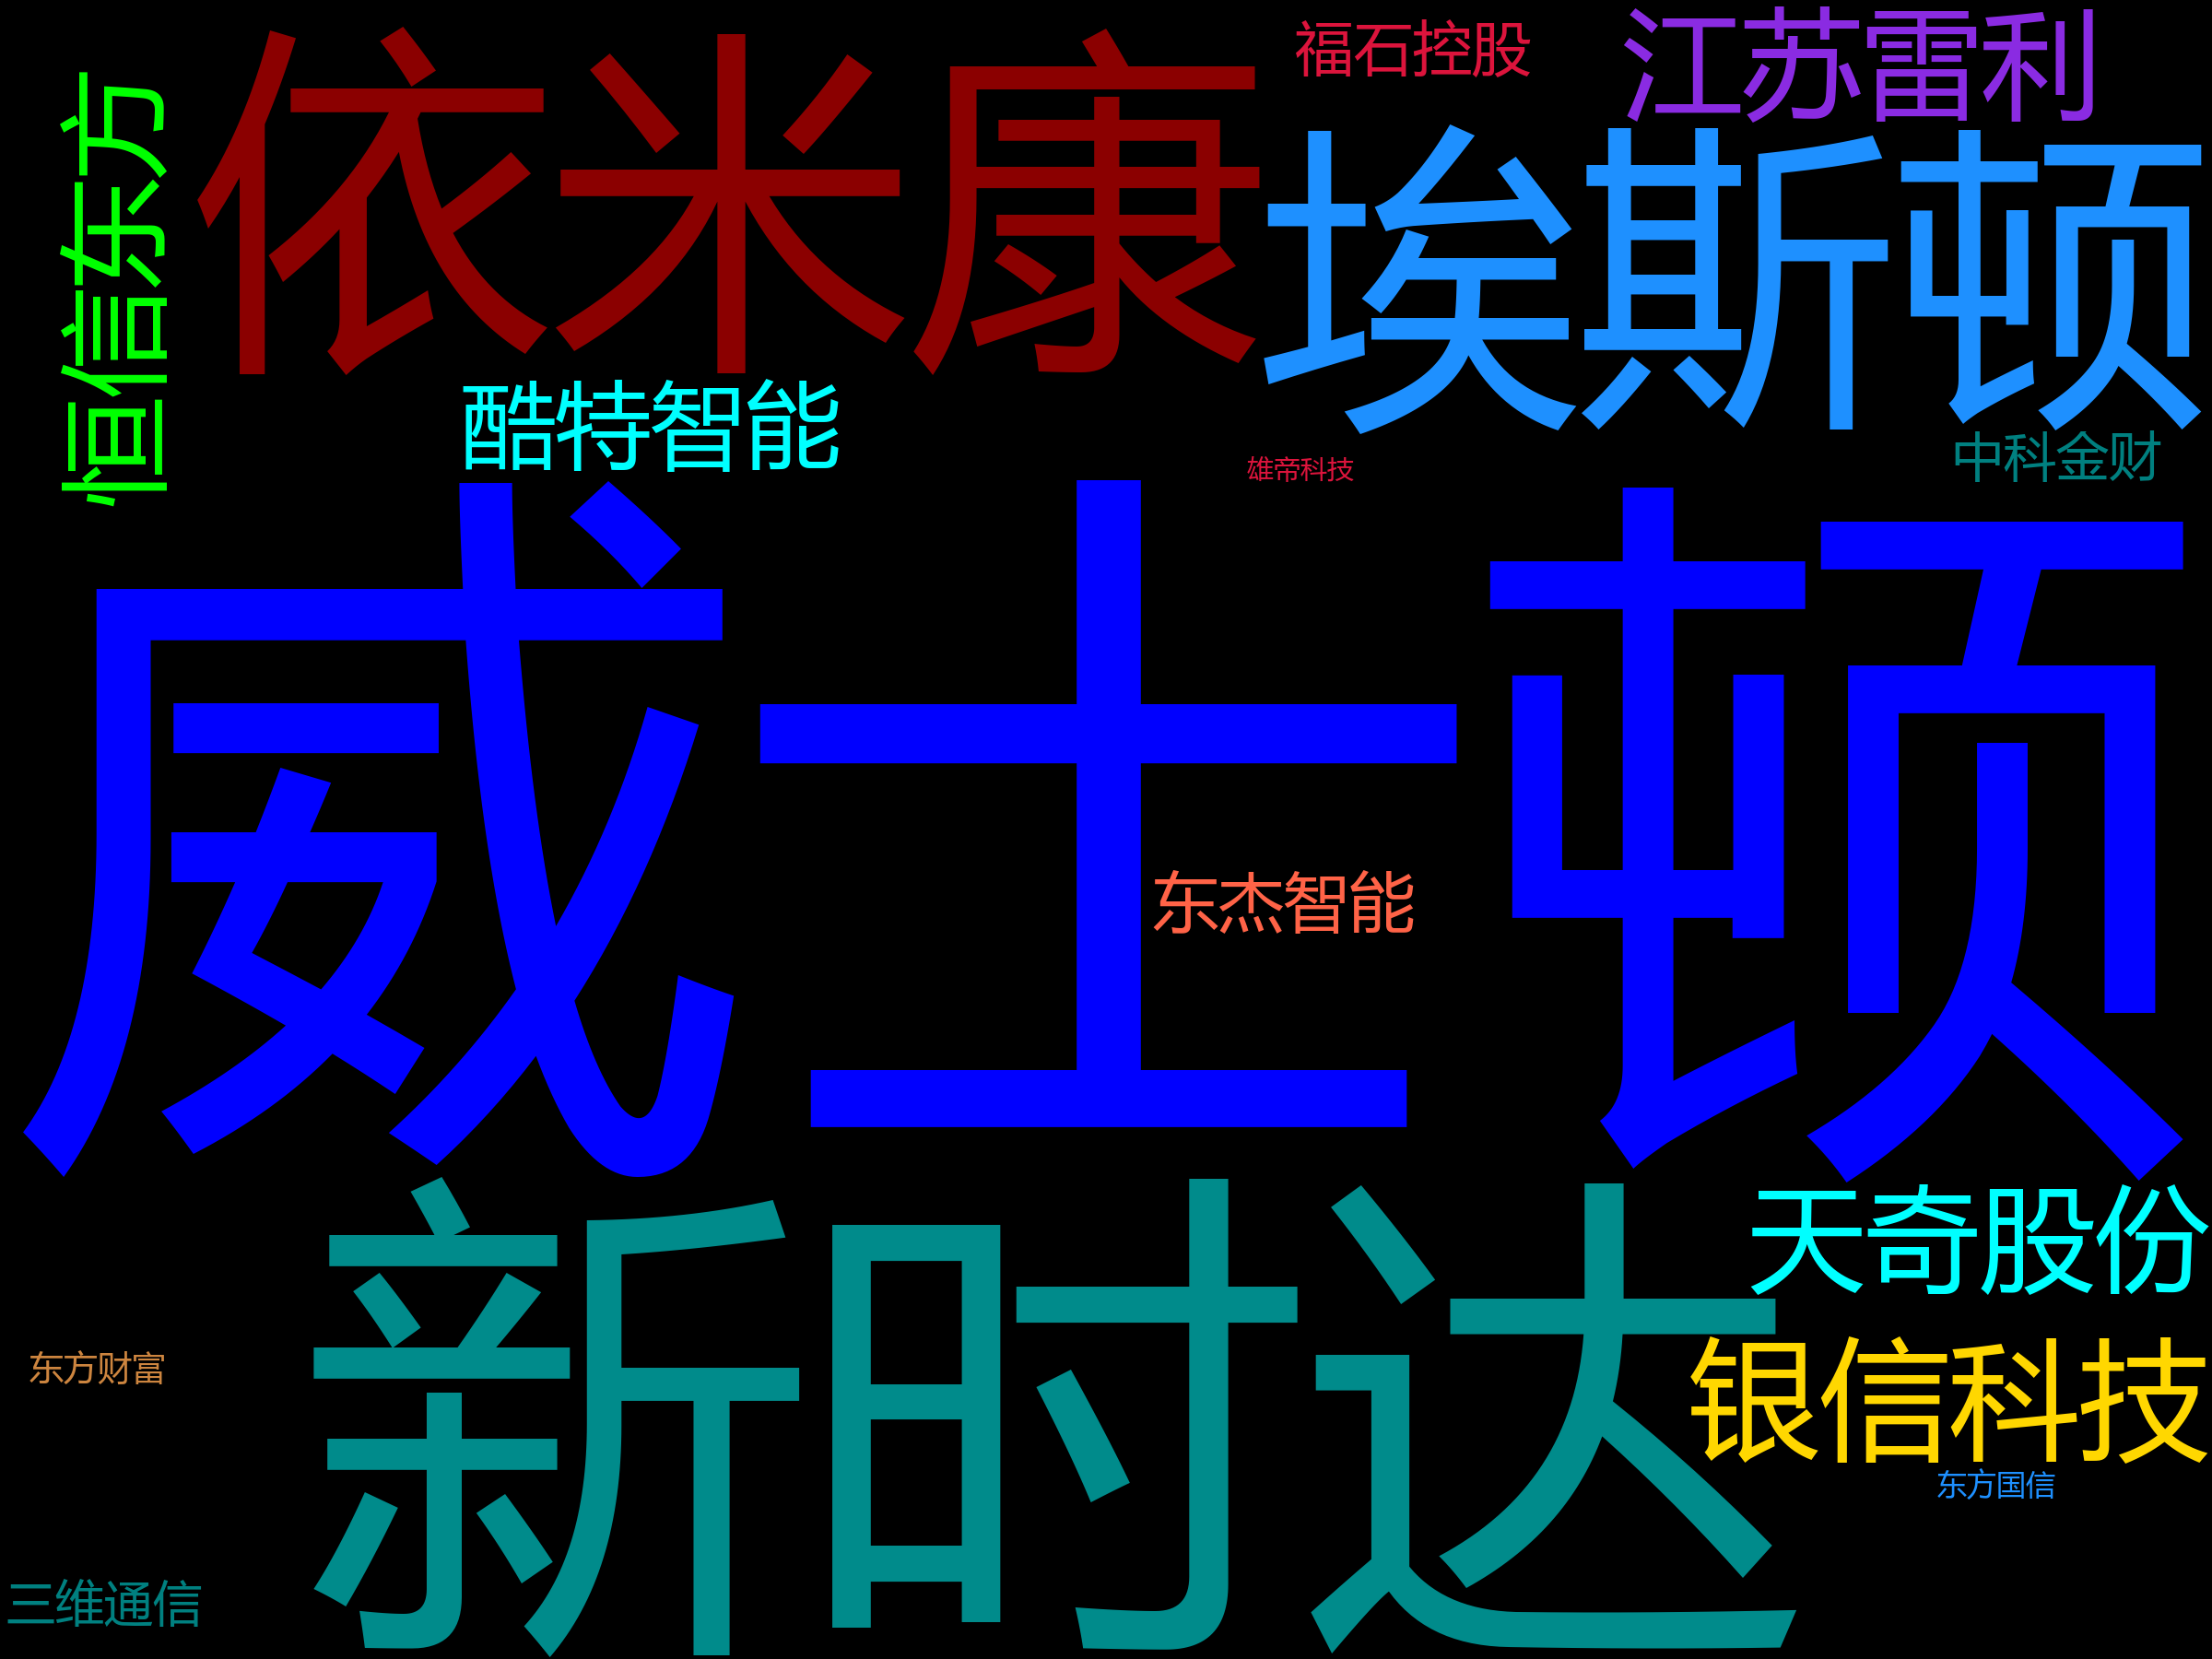 福石控股
江苏雷利
恒信东方
依米康
埃斯顿
酷特智能
维帝科技
中科金财
威士顿
东杰智能
新时达
天奇股份
东方财富
银信科技
东方国信
三维通信